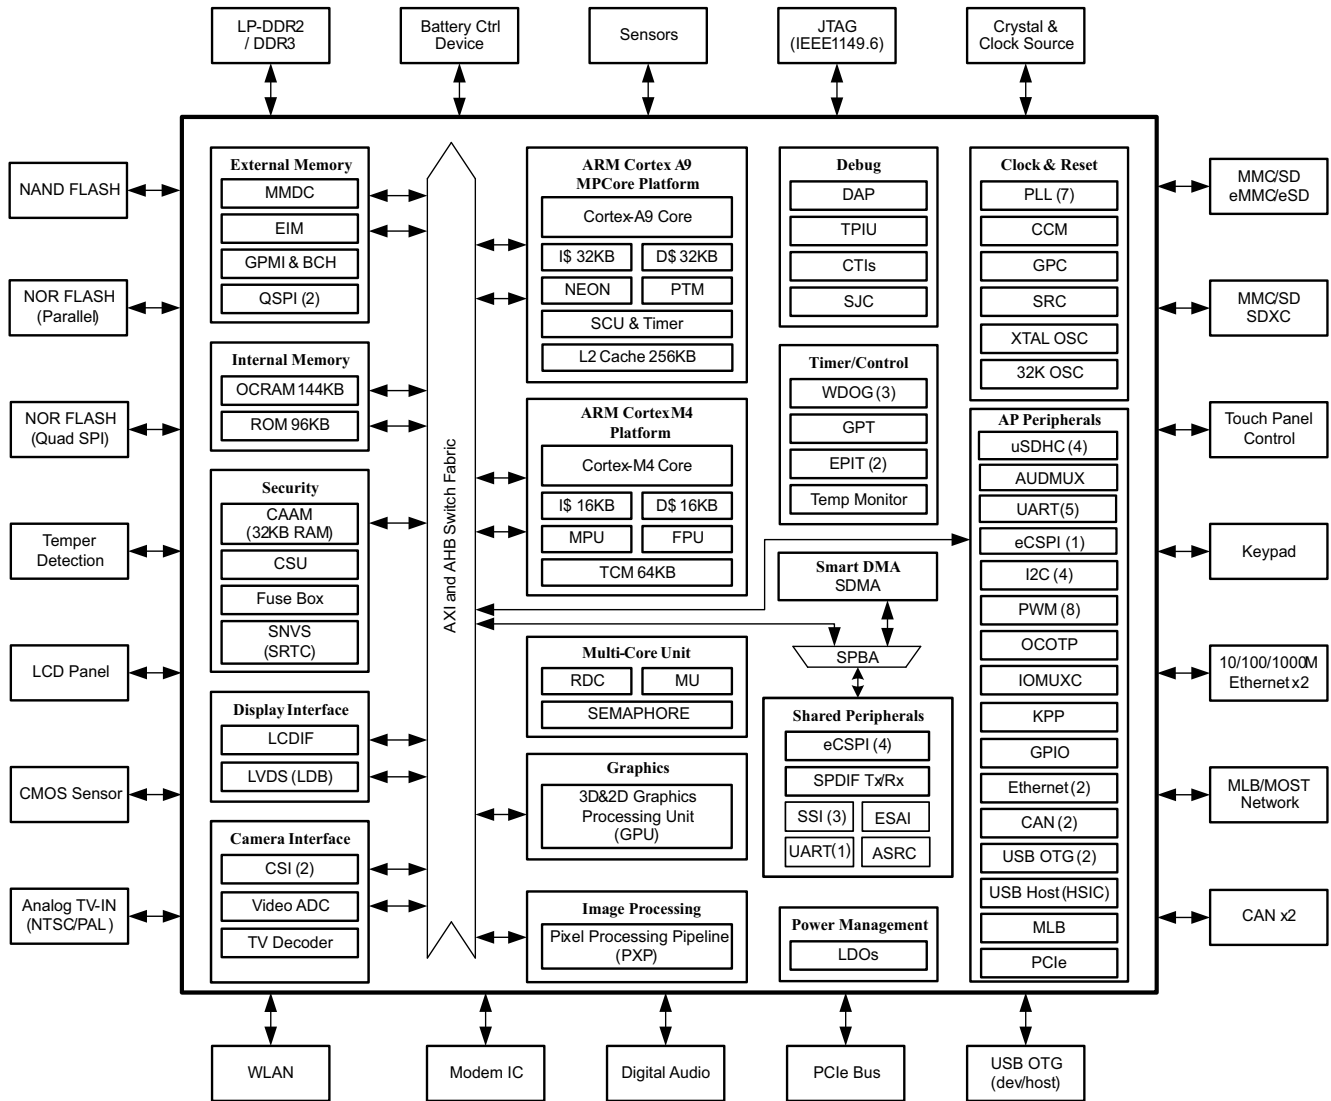 LP-DDR2
/ DDR3
Battery Ctrl
Device
Sensors
JTAG
(IEEE1149.6)
Crystal &
Clock Source
NAND FLASH
NOR FLASH
(Parallel)
NOR FLASH
(Quad SPI)
Temper
Detection
LCD Panel
CMOS Sensor
Analog TV-IN
(NTSC/PAL)
External Memory
MMDC
EIM
GPMI & BCH
QSPI (2)
Internal Memory
OCRAM 144KB
ROM 96KB
Security
CAAM
(32KB RAM)
CSU
Fuse Box
SNVS
(SRTC)
Display Interface
LCDIF
LVDS (LDB)
Camera Interface
CSI (2)
Video ADC
TV Decoder
AXI and AHB Switch Fabric
ARM Cortex A9
MPCore Platform
Cortex-A9 Core
I$ 32KB
D$ 32KB
NEON
PTM
SCU & Timer
L2 Cache 256KB
ARM Cortex M4
Platform
Cortex-M4 Core
I$ 16KB
D$ 16KB
MPU
FPU
TCM 64KB
Multi-Core Unit
RDC
MU
SEMAPHORE
Graphics
3D&2D Graphics
Processing Unit
(GPU)
Image Processing
Pixel Processing Pipeline
(PXP)
Debug
DAP
TPIU
CTIs
SJC
Timer/Control
WDOG (3)
GPT
EPIT (2)
Temp Monitor
Smart DMA
SDMA
SPBA
Shared Peripherals
eCSPI (4)
SPDIF Tx/Rx
SSI (3)
ESAI
UART(1)
ASRC
Power Management
LDOs
Clock & Reset
PLL (7)
CCM
GPC
SRC
XTAL OSC
32K OSC
AP Peripherals
uSDHC (4)
AUDMUX
UART (5)
eCSPI (1)
I2C (4)
PWM (8)
OCOTP
IOMUXC
KPP
GPIO
Ethernet (2)
CAN (2)
USB OTG (2)
USB Host (HSIC)
MLB
PCIe
MMC/SD
eMMC/eSD
MMC/SD
SDXC
Touch Panel
Control
Keypad
10/100/1000M
Ethernet x2
MLB/MOST
Network
CAN x2
WLAN
Modem IC
Digital Audio
PCIe Bus
USB OTG
(dev/host)